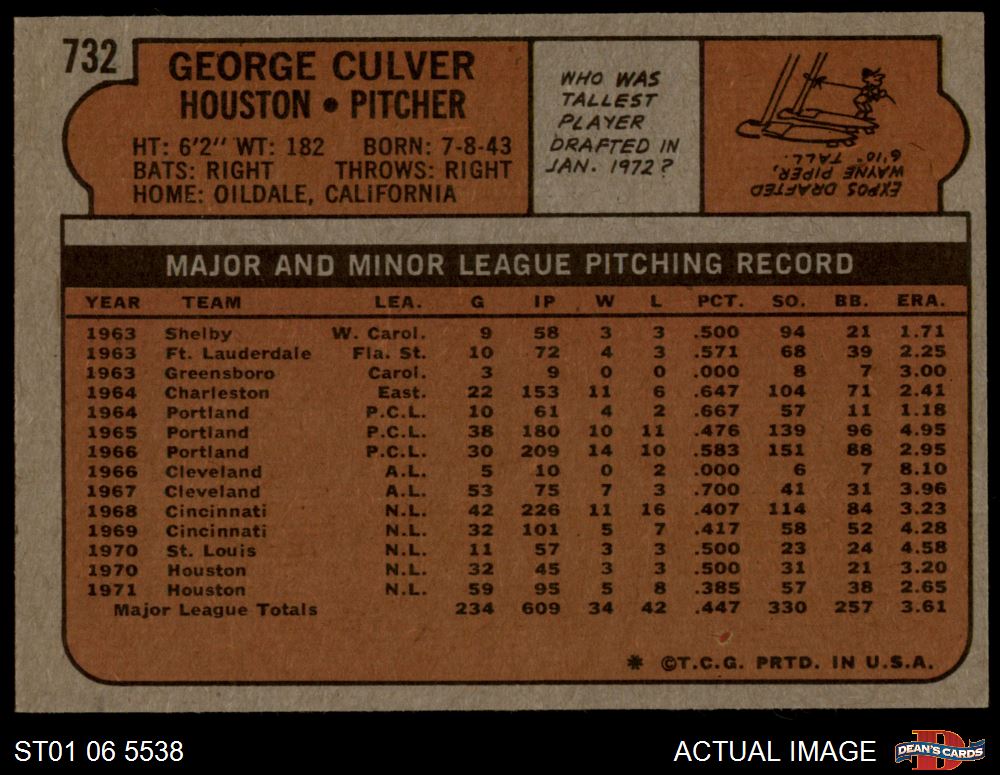 732
GEORGE CULVER
HOUSTON • PITCHER
HT: 6'2" WT: 182 BORN: 7-8-43
BATS: RIGHT THROWS: RIGHT
HOME: OILDALE, CALIFORNIA
WHO WAS
TALLEST
PLAYER
DRAFTED IN
JAN. 1972?
EXPOS DRAFTED
WAYNE PIPER,
6'10" TALL.
MAJOR AND MINOR LEAGUE PITCHING RECORD
YEAR TEAM LEA. G IP W L PCT. SO. BB. ERA.
1963 Shelby W. Carol. 9 58 3 3 .500 94 21 1.71
1963 Ft. Lauderdale Fla. St. 10 72 4 3 .571 68 39 2.25
1963 Greensboro Carol. 3 9 0 0 .000 8 7 3.00
1964 Charleston East. 22 153 11 6 .647 104 71 2.41
1964 Portland P.C.L. 10 61 4 2 .667 57 11 1.18
1965 Portland P.C.L. 38 180 10 11 .476 139 96 4.95
1966 Portland P.C.L. 30 209 14 10 .583 151 88 2.95
1966 Cleveland A.L. 5 10 0 2 .000 6 7 8.10
1967 Cleveland A.L. 53 75 7 3 .700 41 31 3.96
1968 Cincinnati N.L. 42 226 11 16 .407 114 84 3.23
1969 Cincinnati N.L. 32 101 5 7 .417 58 52 4.28
1970 St. Louis N.L. 11 57 3 3 .500 23 24 4.58
1970 Houston N.L. 32 45 3 3 .500 31 21 3.20
1971 Houston N.L. 59 95 5 8 .385 57 38 2.65
Major League Totals 234 609 34 42 .447 330 257 3.61
* ©T.C.G. PRTD. IN U.S.A.
ST01 06 5538
ACTUAL IMAGE
D
DEAN'S CARDS